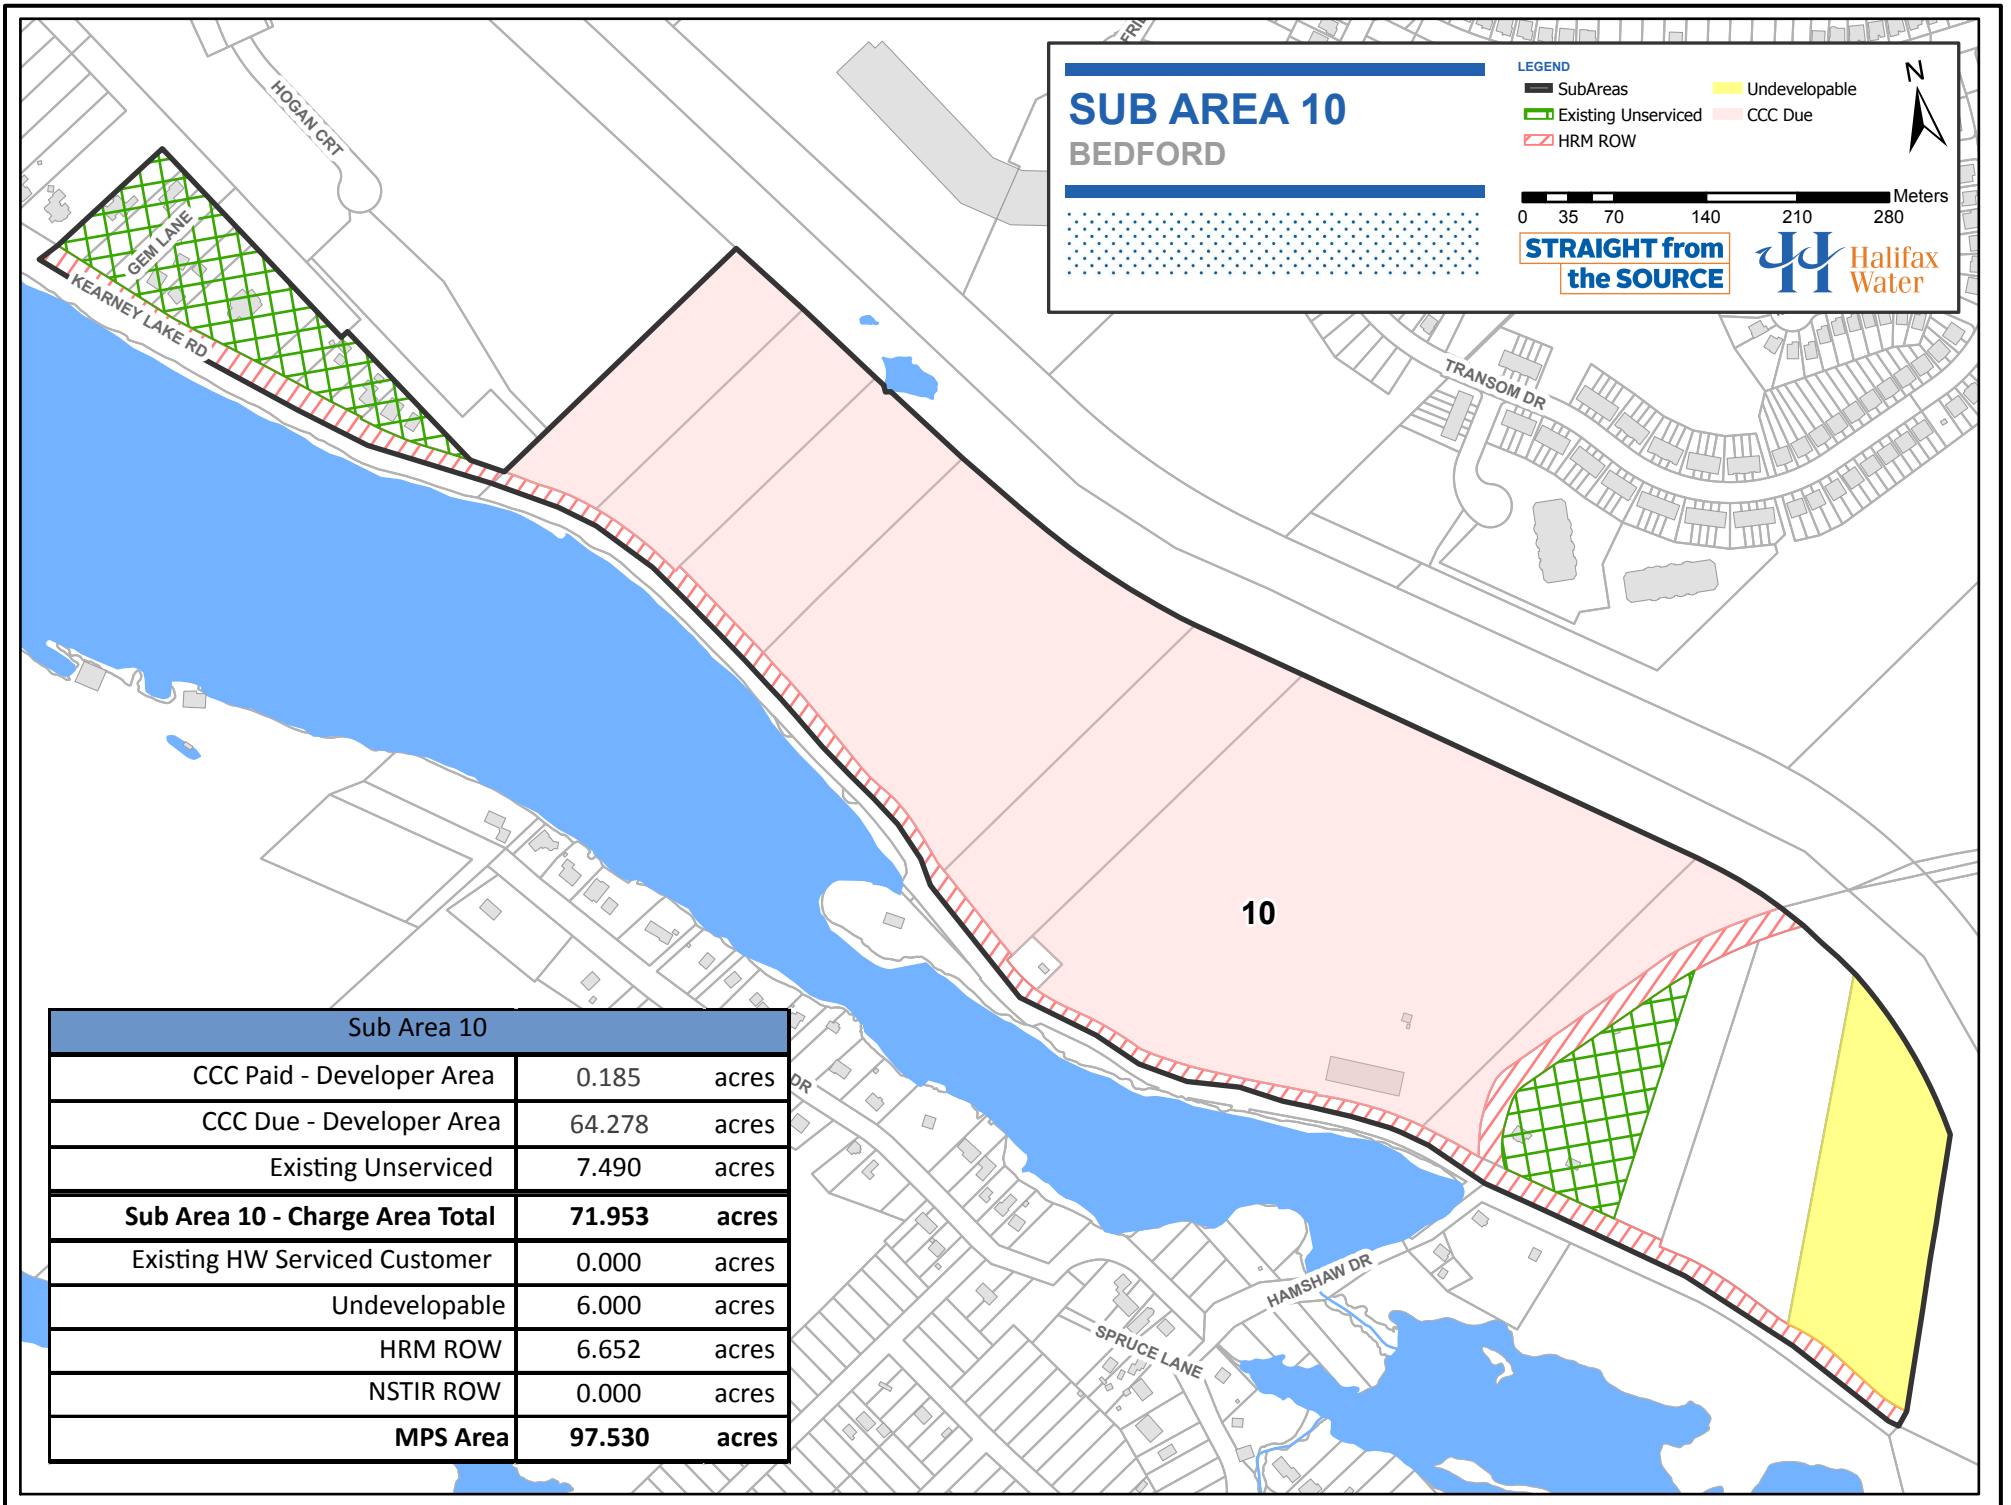 SUB AREA 10
BEDFORD
LEGEND
SubAreas
Undevelopable
Existing Unserviced
CCC Due
HRM ROW
N
Meters
0 35 70 140 210 280
STRAIGHT from
the SOURCE
Halifax
Water
HOGAN CRT
GEM LANE
KEARNEY LAKE RD
TRANSOM DR
10
DR
HAMSHAW DR
SPRUCE LANE
Sub Area 10
CCC Paid - Developer Area 0.185 acres
CCC Due - Developer Area 64.278 acres
Existing Unserviced 7.490 acres
Sub Area 10 - Charge Area Total 71.953 acres
Existing HW Serviced Customer 0.000 acres
Undevelopable 6.000 acres
HRM ROW 6.652 acres
NSTIR ROW 0.000 acres
MPS Area 97.530 acres